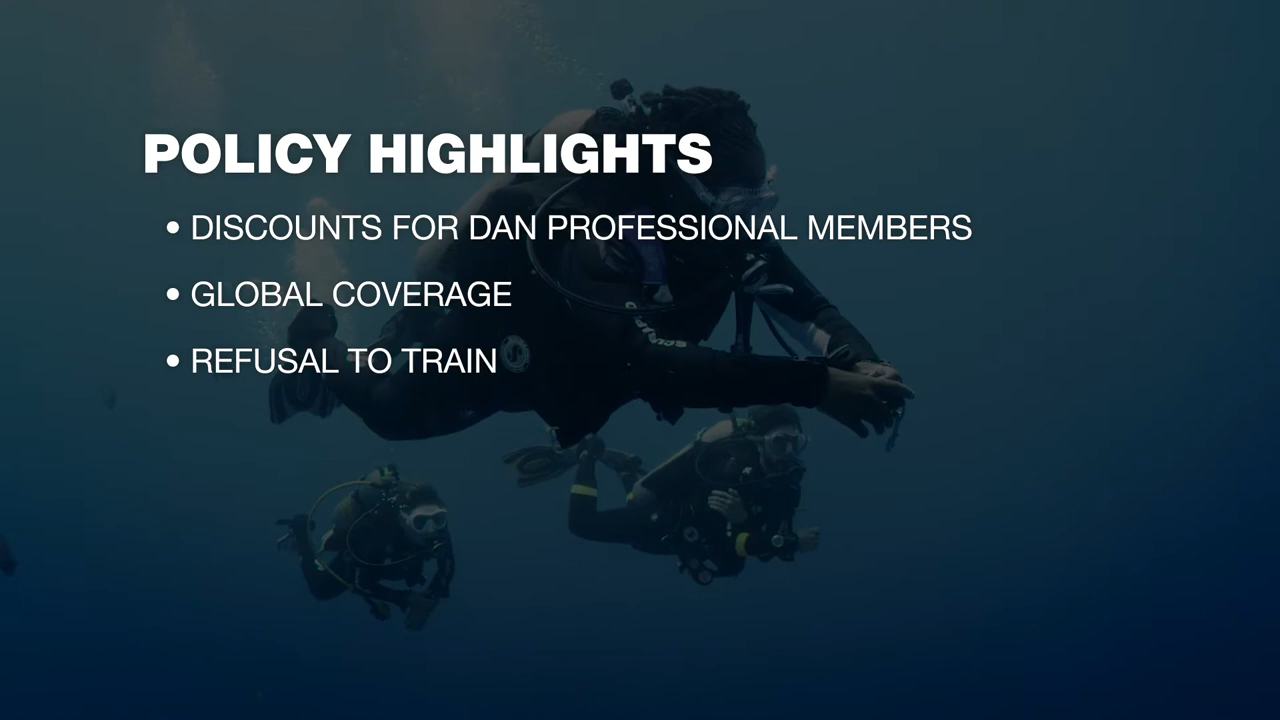 POLICY HIGHLIGHTS
• DISCOUNTS FOR DAN PROFESSIONAL MEMBERS
• GLOBAL COVERAGE
• REFUSAL TO TRAIN